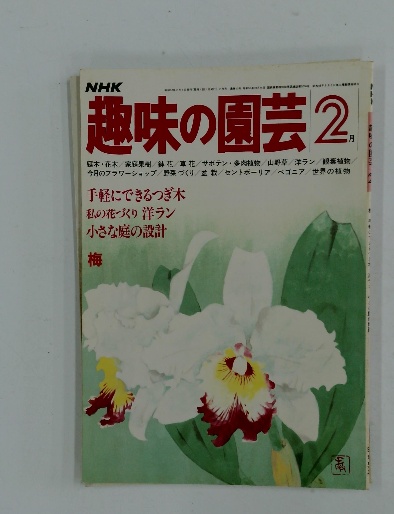 NHK
趣味の園芸 2月
庭木・花木/家庭果樹/鉢花/草花/サボテン・多肉植物/山野草/洋ラン/観葉植物/
今月のフラワーショップ/野菜づくり/盆栽/セントポーリア/ベゴニア/世界の植物
手軽にできるつぎ木
私の花づくり 洋ラン
小さな庭の設計
梅